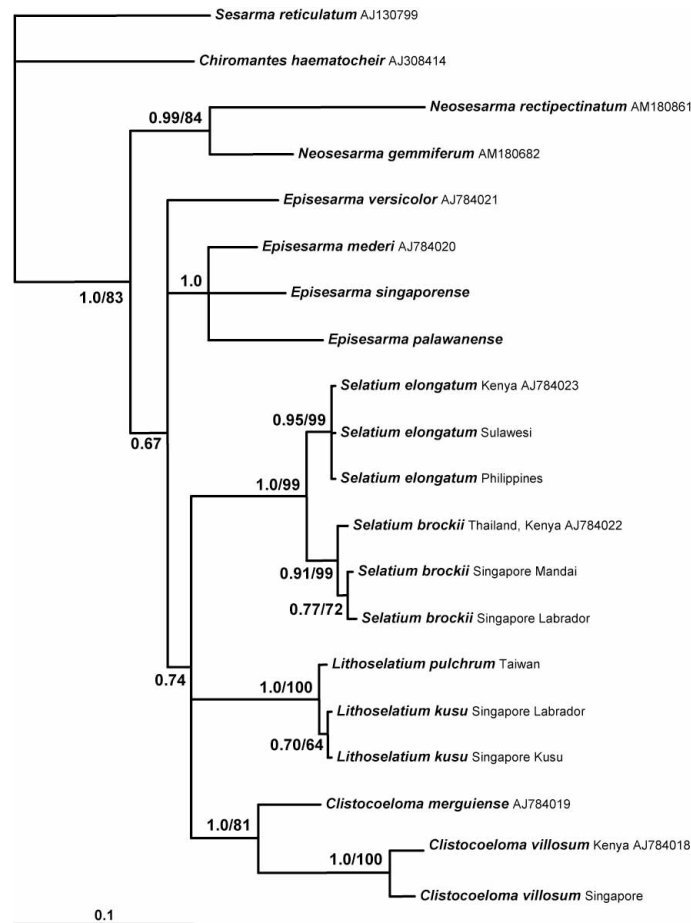 Sesarma reticulatum AJ130799
Chiromantes haematocheir AJ308414
Neosesarma rectipectinatum AM180861
0.99/84
Neosesarma gemmiferum AM180682
Episesarma versicolor AJ784021
Episesarma mederi AJ784020
1.0
Episesarma singaporense
1.0/83
Episesarma palawanense
Selatium elongatum Kenya AJ784023
0.95/99
Selatium elongatum Sulawesi
0.67
Selatium elongatum Philippines
1.0/99
Selatium brockii Thailand, Kenya AJ784022
0.91/99
Selatium brockii Singapore Mandai
0.77/72
Selatium brockii Singapore Labrador
Lithoselatium pulchrum Taiwan
0.74
1.0/100
Lithoselatium kusu Singapore Labrador
0.70/64
Lithoselatium kusu Singapore Kusu
Clistocoeloma merguiense AJ784019
1.0/81
Clistocoeloma villosum Kenya AJ784018
1.0/100
Clistocoeloma villosum Singapore
0.1